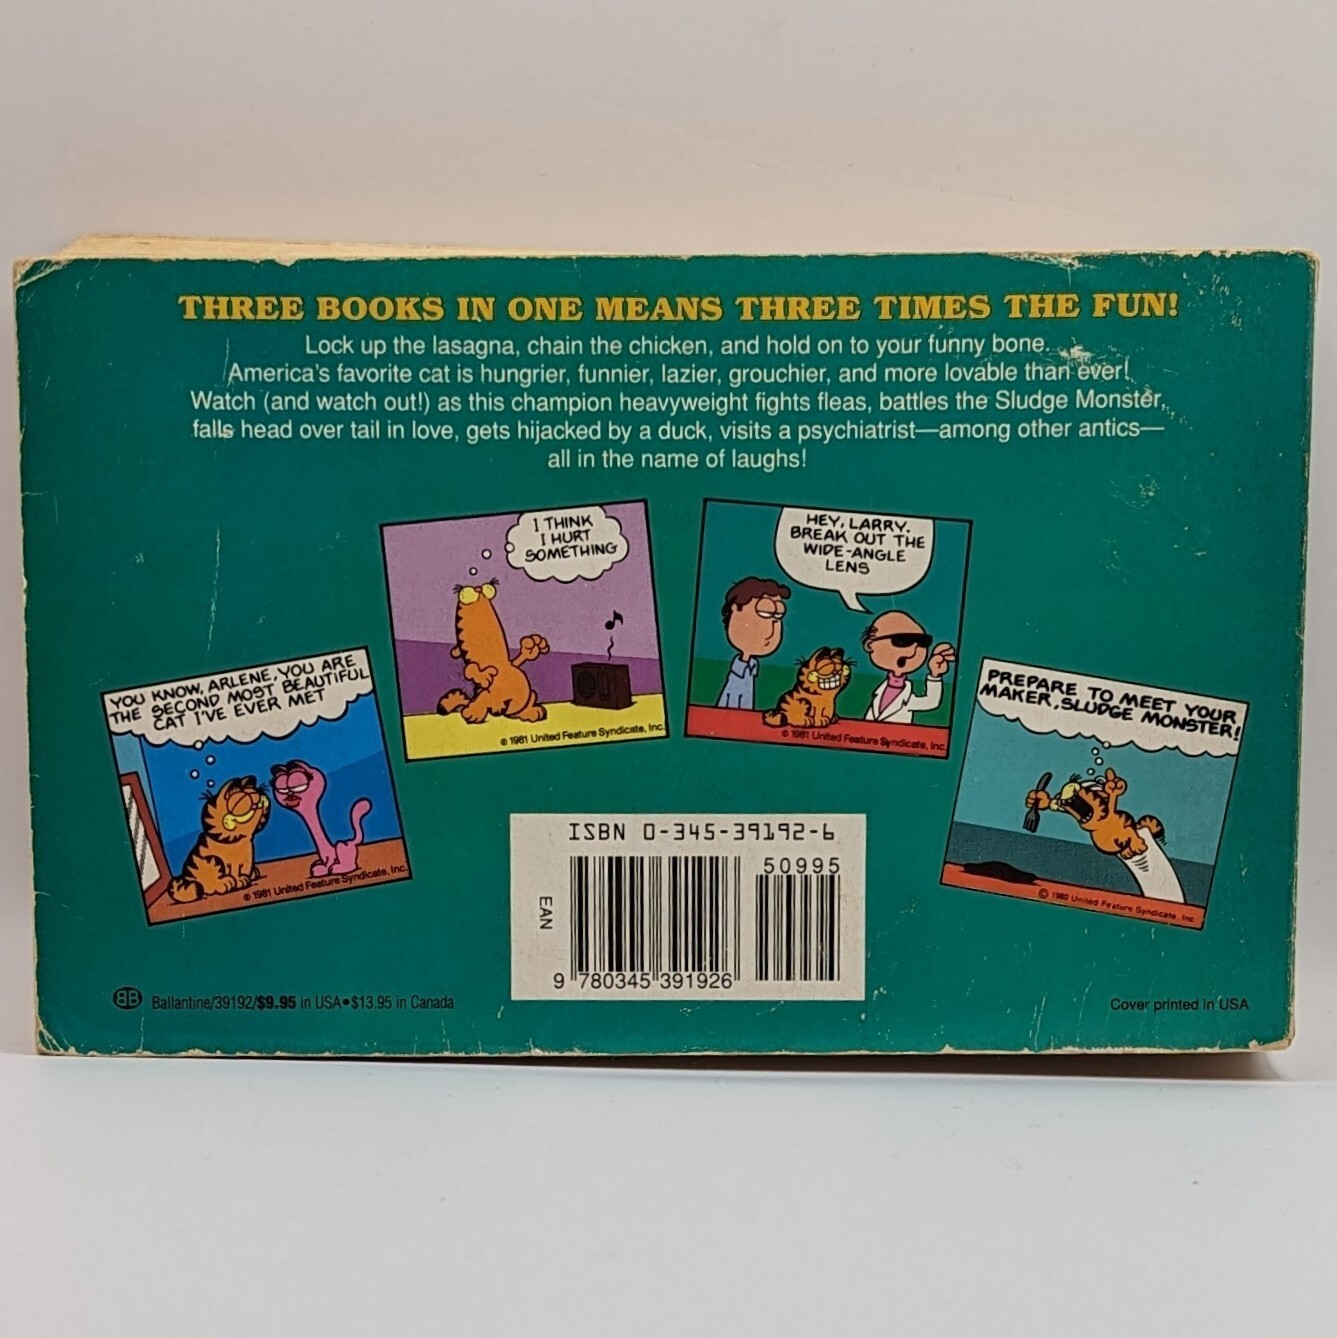 THREE BOOKS IN ONE MEANS THREE TIMES THE FUN!
Lock up the lasagna, chain the chicken, and hold on to your funny bone.
America's favorite cat is hungrier, funnier, lazier, grouchier, and more lovable than ever!
Watch (and watch out!) as this champion heavyweight fights fleas, battles the Sludge Monster,
falls head over tail in love, gets hijacked by a duck, visits a psychiatrist—among other antics—
all in the name of laughs!
YOU KNOW, ARLENE, YOU ARE
THE SECOND MOST BEAUTIFUL
CAT I'VE EVER MET
© 1981 United Feature Syndicate, Inc.
I THINK
I HURT
SOMETHING
© 1981 United Feature Syndicate, Inc.
HEY, LARRY.
BREAK OUT THE
WIDE-ANGLE
LENS
© 1981 United Feature Syndicate, Inc.
PREPARE TO MEET YOUR
MAKER, SLUDGE MONSTER!
© 1980 United Feature Syndicate, Inc.
ISBN 0-345-39192-6
50995
EAN
9 780345 391926
BB Ballantine/39192/$9.95 in USA•$13.95 in Canada
Cover printed in USA